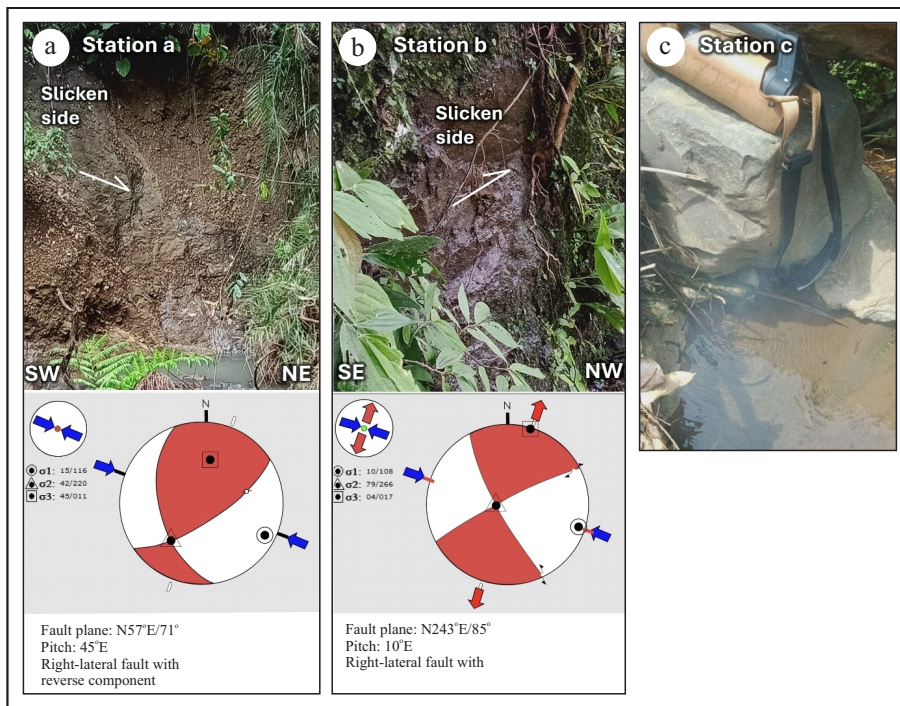 a Station a
Slicken
side
SW NE
N
σ1: 15/116
σ2: 42/220
σ3: 45/011
Fault plane: N57°E/71°
Pitch: 45°E
Right-lateral fault with
reverse component
b Station b
Slicken
side
SE NW
N
σ1: 10/108
σ2: 79/266
σ3: 04/017
Fault plane: N243°E/85°
Pitch: 10°E
Right-lateral fault with
c Station c